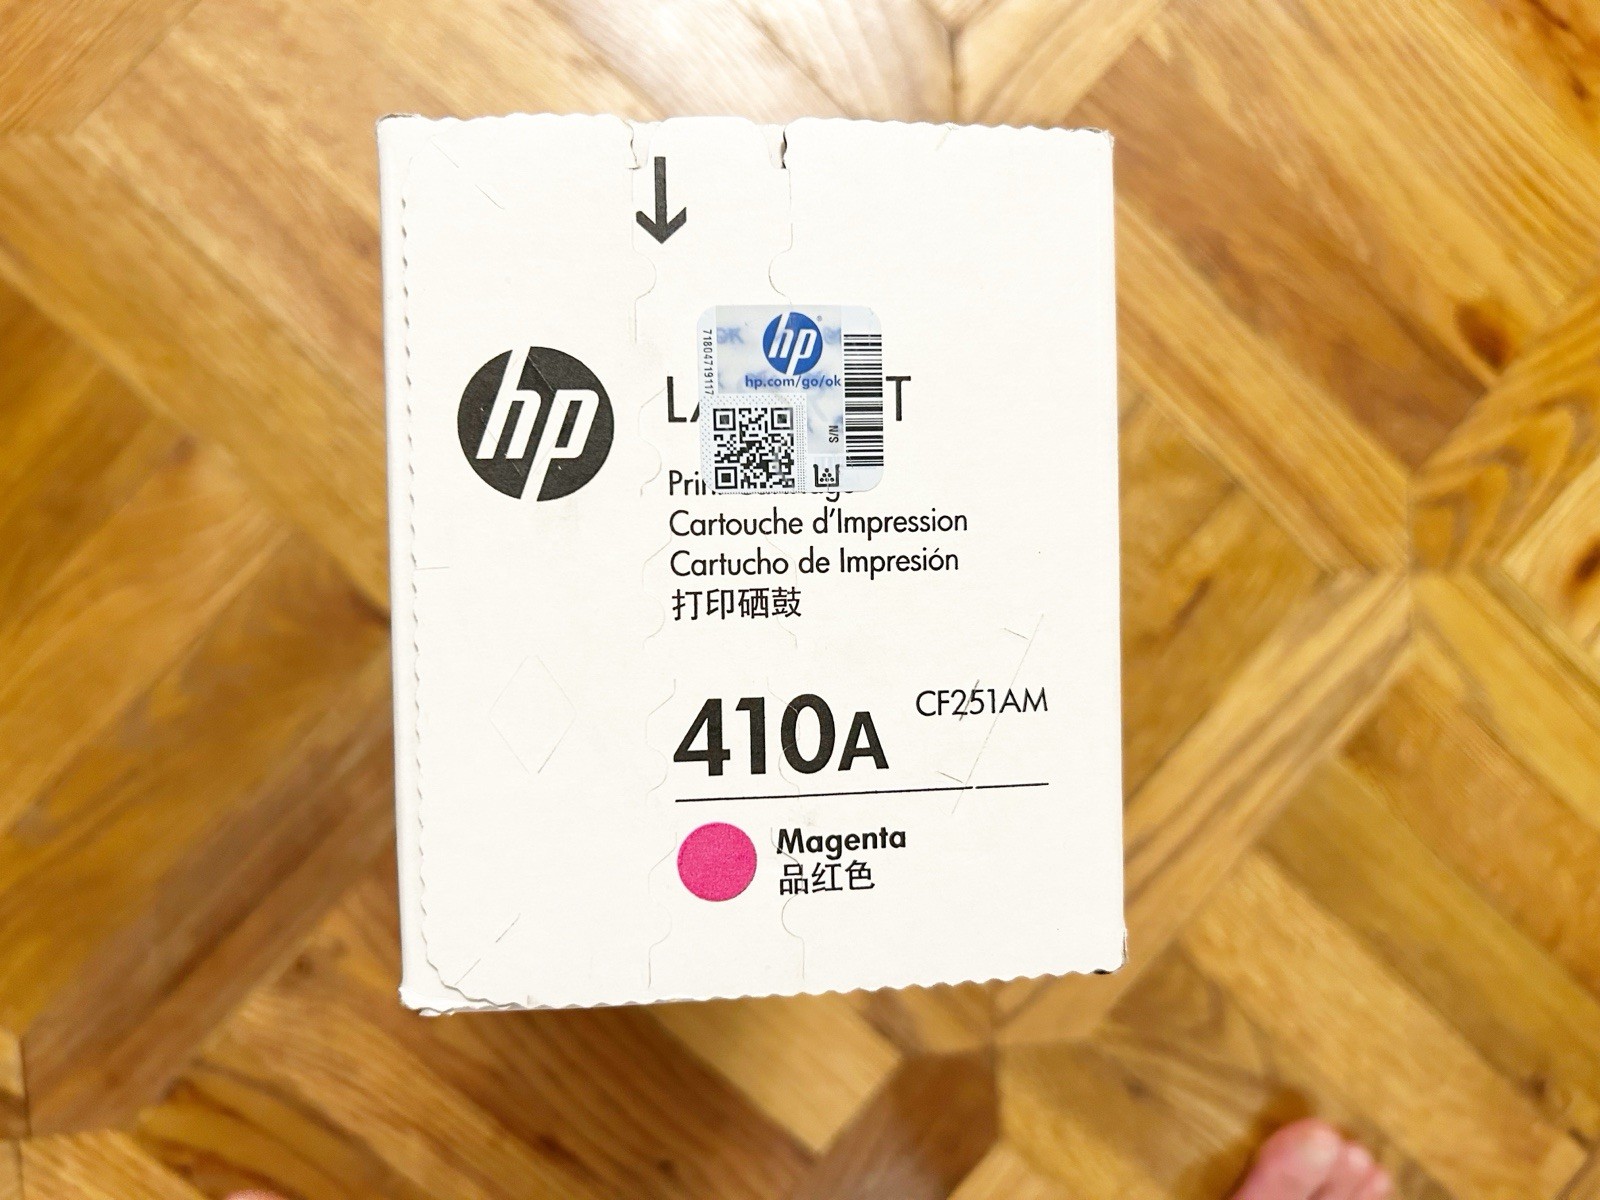 hp
hp
hp.com/go/ok
71804719117
S/N
Cartouche d'Impression
Cartucho de Impresión
打印硒鼓
410A
CF251AM
Magenta
品红色